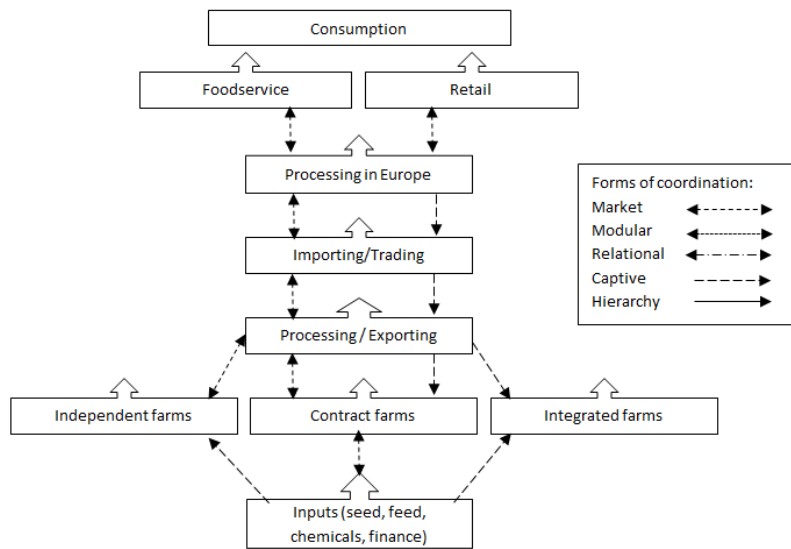 Consumption
Foodservice
Retail
Processing in Europe
Forms of coordination:
Market
Modular
Relational
Captive
Hierarchy
Importing/Trading
Processing / Exporting
Independent farms
Contract farms
Integrated farms
Inputs (seed, feed,
chemicals, finance)